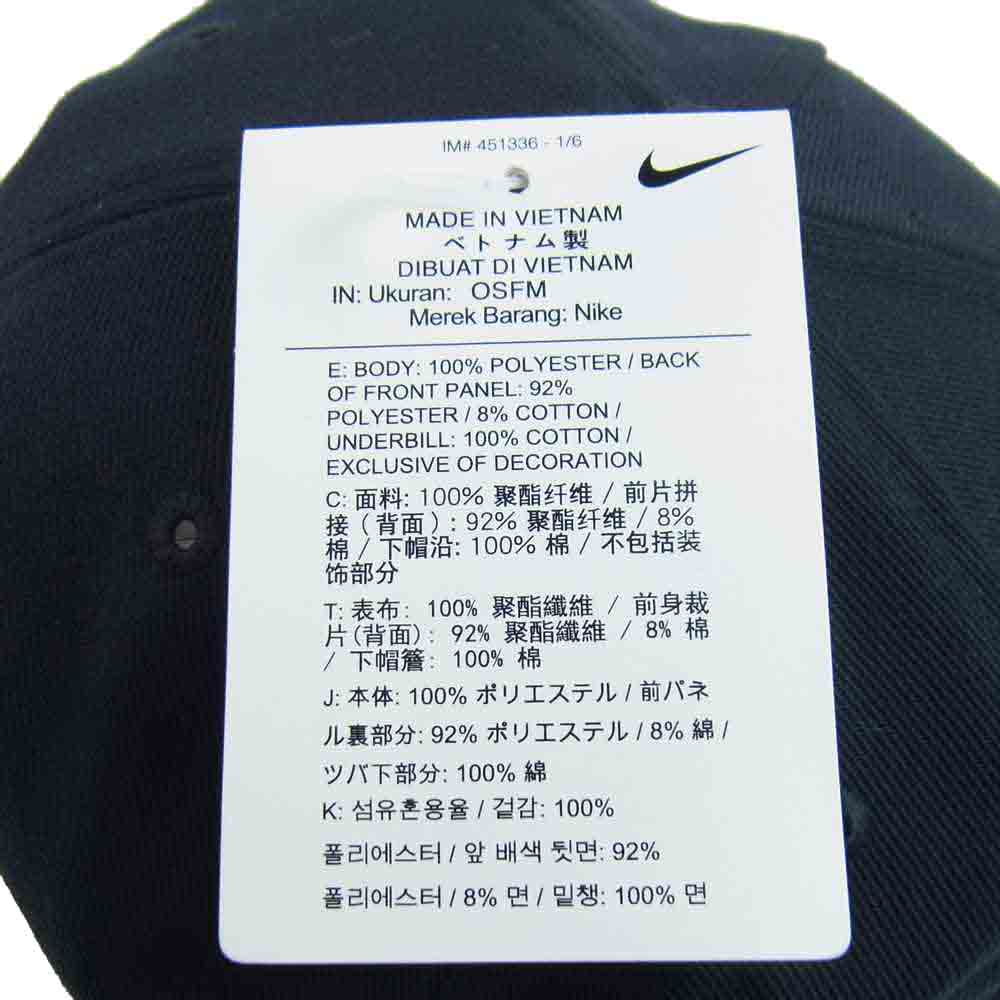 IM# 451336 - 1/6
MADE IN VIETNAM
ベトナム製
DIBUAT DI VIETNAM
IN: Ukuran: OSFM
Merek Barang: Nike
E: BODY: 100% POLYESTER / BACK
OF FRONT PANEL: 92%
POLYESTER / 8% COTTON /
UNDERBILL: 100% COTTON /
EXCLUSIVE OF DECORATION
C: 面料: 100% 聚酯纤维 / 前片拼
接 (背面) : 92% 聚酯纤维 / 8%
棉 / 下帽沿: 100% 棉 / 不包括装
饰部分
T: 表布: 100% 聚酯纖維 / 前身裁
片(背面): 92% 聚酯纖維 / 8% 棉
/ 下帽簷: 100% 棉
J: 本体: 100% ポリエステル / 前パネ
ル裏部分: 92% ポリエステル / 8% 綿 /
ツバ下部分: 100% 綿
K: 섬유혼용율 / 겉감: 100%
폴리에스터 / 앞 배색 뒷면: 92%
폴리에스터 / 8% 면 / 밑챙: 100% 면